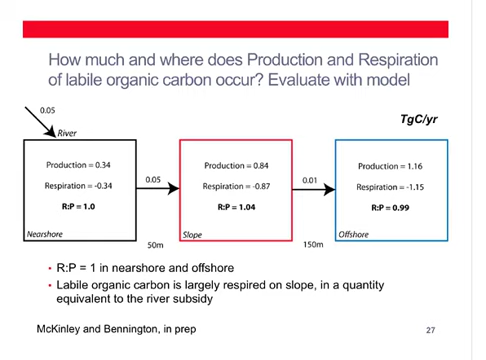 How much and where does Production and Respiration
of labile organic carbon occur? Evaluate with model
TgC/yr
0.05
River
Production = 0.34
Respiration = -0.34
R:P = 1.0
Nearshore
0.05
50m
Production = 0.84
Respiration = -0.87
R:P = 1.04
Slope
0.01
150m
Production = 1.16
Respiration = -1.15
R:P = 0.99
Offshore
• R:P = 1 in nearshore and offshore
• Labile organic carbon is largely respired on slope, in a quantity
equivalent to the river subsidy
McKinley and Bennington, in prep
27